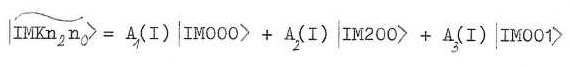 |IMKn₂n₀⟩ = A₁(I) |IM000⟩ + A₂(I) |IM200⟩ + A₃(I) |IM001⟩